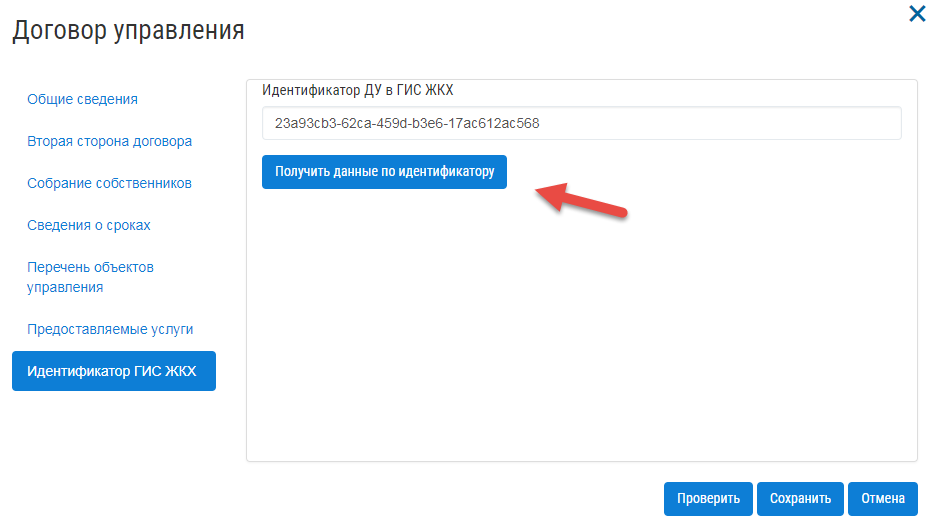 Договор управления
Общие сведения
Вторая сторона договора
Собрание собственников
Сведения о сроках
Перечень объектов
управления
Предоставляемые услуги
Идентификатор ГИС ЖКХ
Идентификатор ДУ в ГИС ЖКХ
23a93cb3-62ca-459d-b3e6-17ac612ac568
Получить данные по идентификатору
Проверить Сохранить Отмена